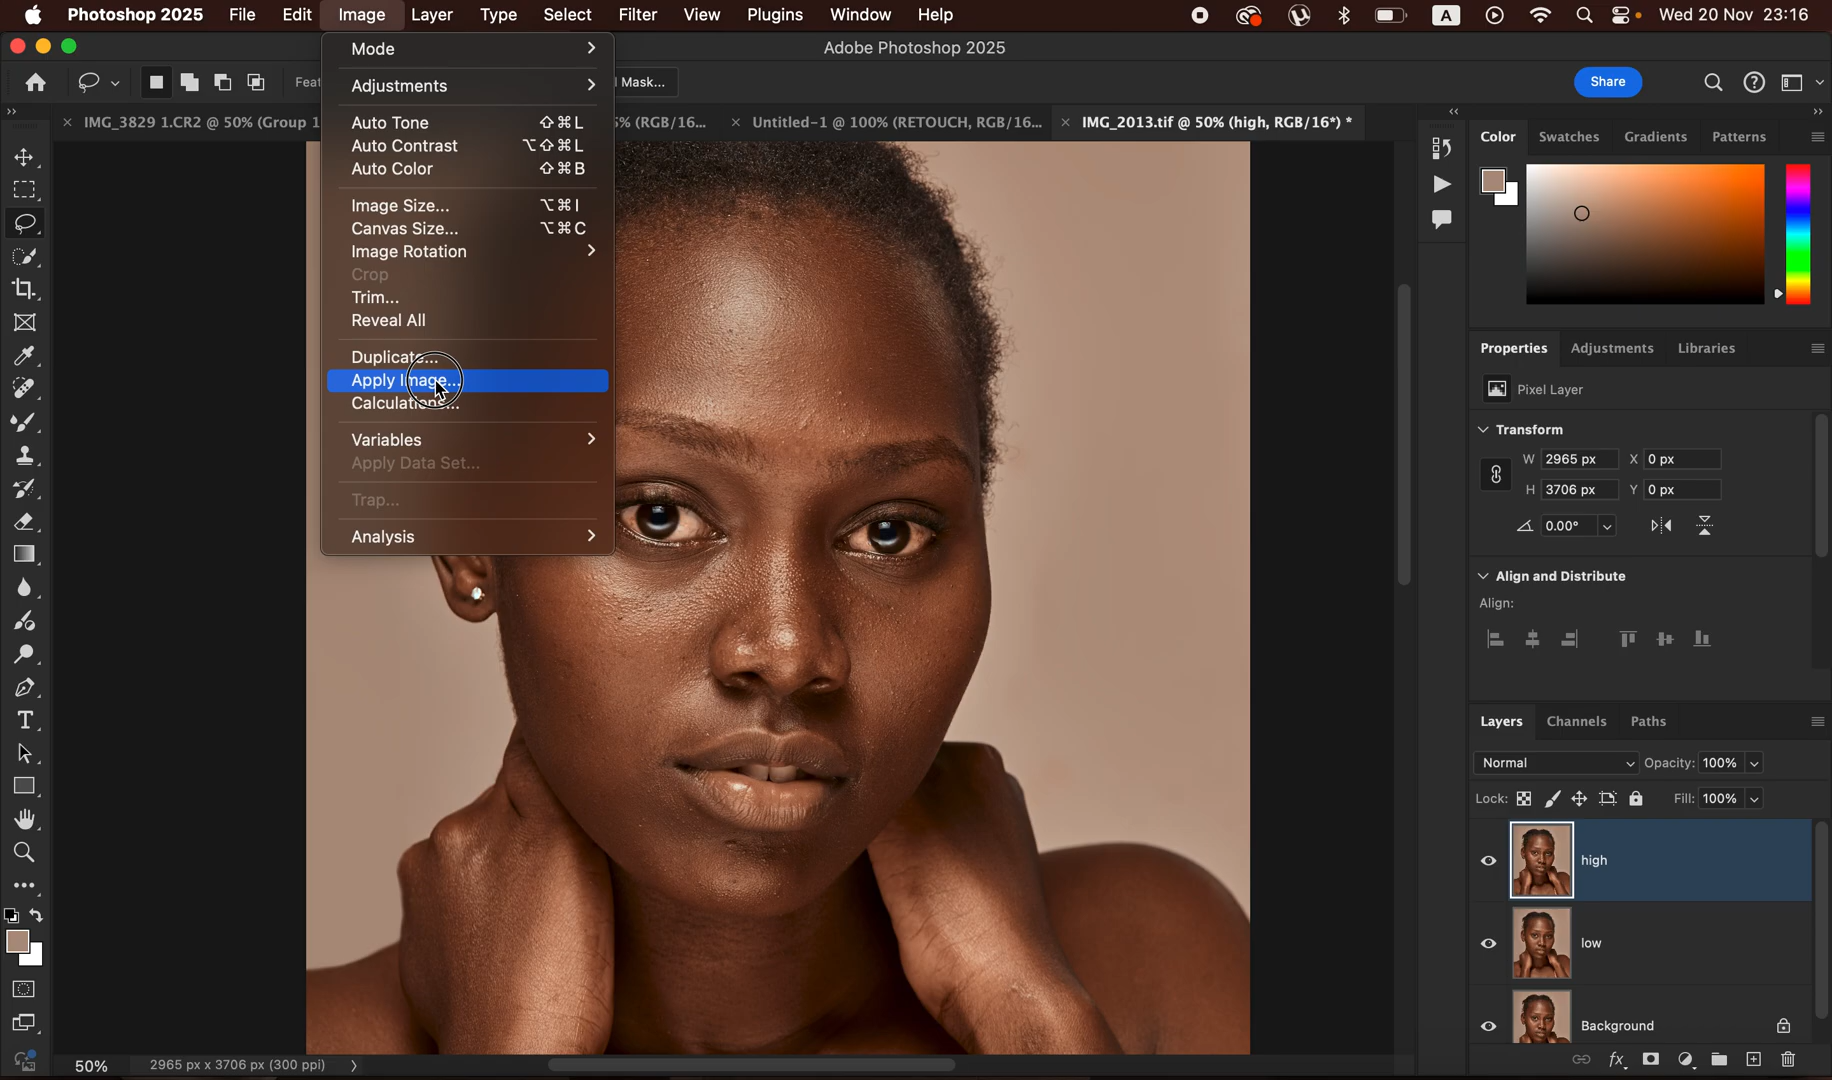 Photoshop 2025 File Edit Image Layer Type Select Filter View Plugins Window Help A Wed 20 Nov 23:16
Adobe Photoshop 2025
Mask... Share
IMG_3829 1.CR2 @ 50% (Group 1 5% (RGB/16... Untitled-1 @ 100% (RETOUCH, RGB/16... IMG_2013.tif @ 50% (high, RGB/16*) *
Mode
Adjustments
Auto Tone ⇧⌘L
Auto Contrast ⌥⇧⌘L
Auto Color ⇧⌘B
Image Size... ⌥⌘I
Canvas Size... ⌥⌘C
Image Rotation
Crop
Trim...
Reveal All
Duplicate...
Apply Image...
Calculations...
Variables
Apply Data Set...
Trap...
Analysis
Color Swatches Gradients Patterns
Properties Adjustments Libraries
Pixel Layer
Transform
W 2965 px X 0 px
H 3706 px Y 0 px
0.00°
Align and Distribute
Align:
Layers Channels Paths
Normal Opacity: 100%
Lock: Fill: 100%
high
low
Background
fx
50% 2965 px x 3706 px (300 ppi)